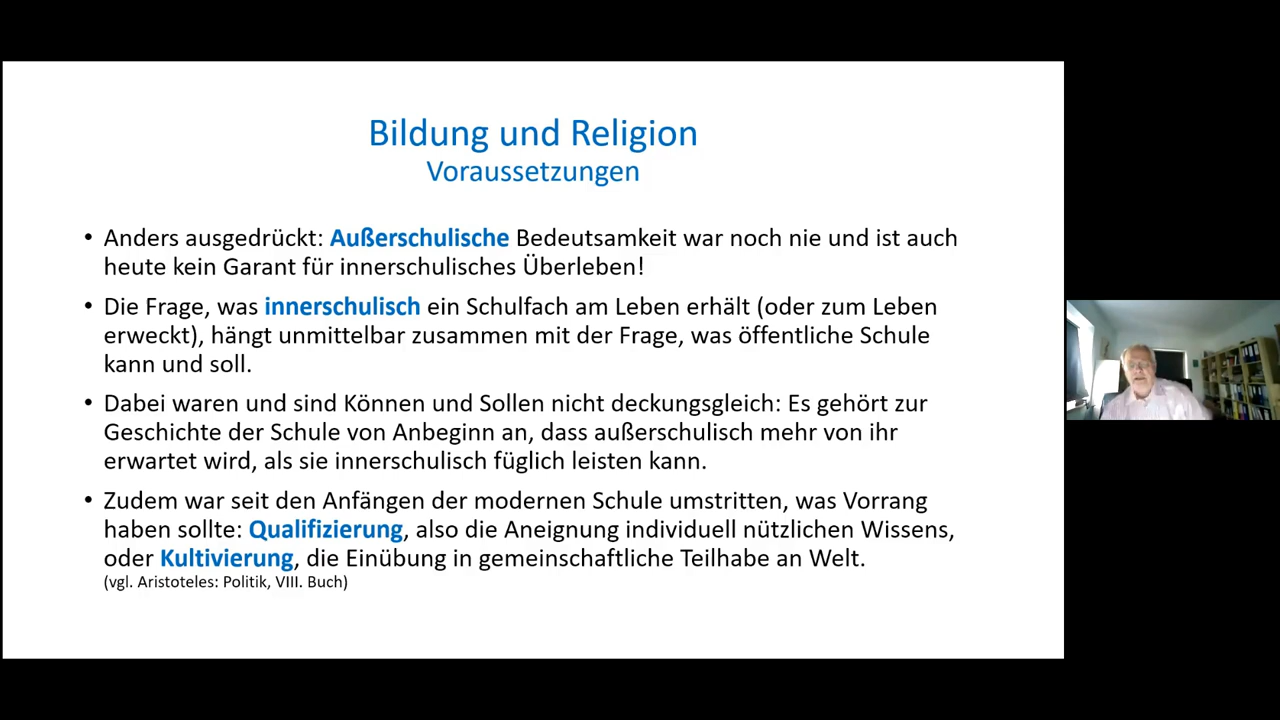 Bildung und Religion
Voraussetzungen
• Anders ausgedrückt: Außerschulische Bedeutsamkeit war noch nie und ist auch
heute kein Garant für innerschulisches Überleben!
• Die Frage, was innerschulisch ein Schulfach am Leben erhält (oder zum Leben
erweckt), hängt unmittelbar zusammen mit der Frage, was öffentliche Schule
kann und soll.
• Dabei waren und sind Können und Sollen nicht deckungsgleich: Es gehört zur
Geschichte der Schule von Anbeginn an, dass außerschulisch mehr von ihr
erwartet wird, als sie innerschulisch füglich leisten kann.
• Zudem war seit den Anfängen der modernen Schule umstritten, was Vorrang
haben sollte: Qualifizierung, also die Aneignung individuell nützlichen Wissens,
oder Kultivierung, die Einübung in gemeinschaftliche Teilhabe an Welt.
(vgl. Aristoteles: Politik, VIII. Buch)